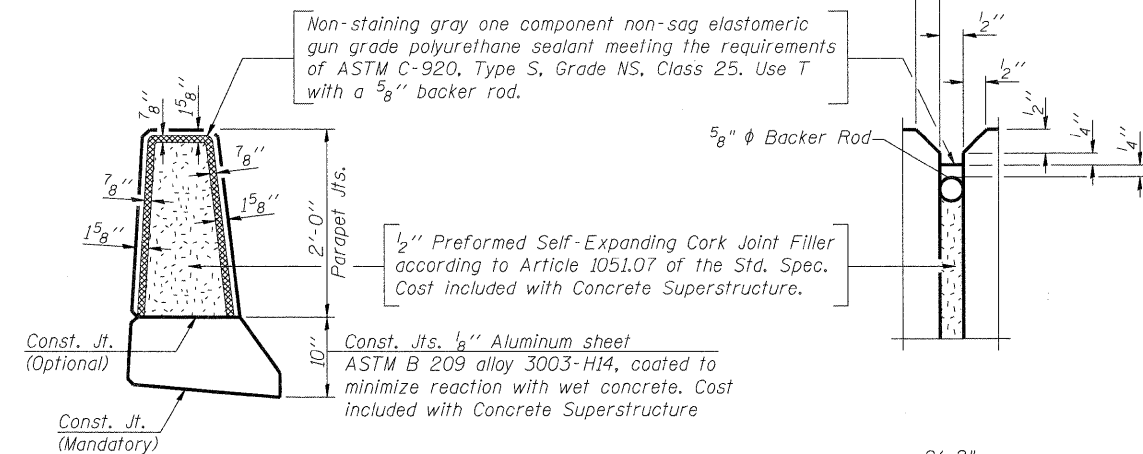 Non-staining gray one component non-sag elastomeric
gun grade polyurethane sealant meeting the requirements
of ASTM C-920, Type S, Grade NS, Class 25. Use T
with a 5/8" backer rod.
1/2"
1/2"
1/2"
1/4"
1/4"
5/8" ϕ Backer Rod
7/8"
1 5/8"
7/8"
7/8"
1 5/8"
1 5/8"
2'-0"
Parapet Jts.
1/2" Preformed Self-Expanding Cork Joint Filler
according to Article 1051.07 of the Std. Spec.
Cost included with Concrete Superstructure.
Const. Jt.
(Optional)
10"
Const. Jts. 1/8" Aluminum sheet
ASTM B 209 alloy 3003-H14, coated to
minimize reaction with wet concrete. Cost
included with Concrete Superstructure
Const. Jt.
(Mandatory)